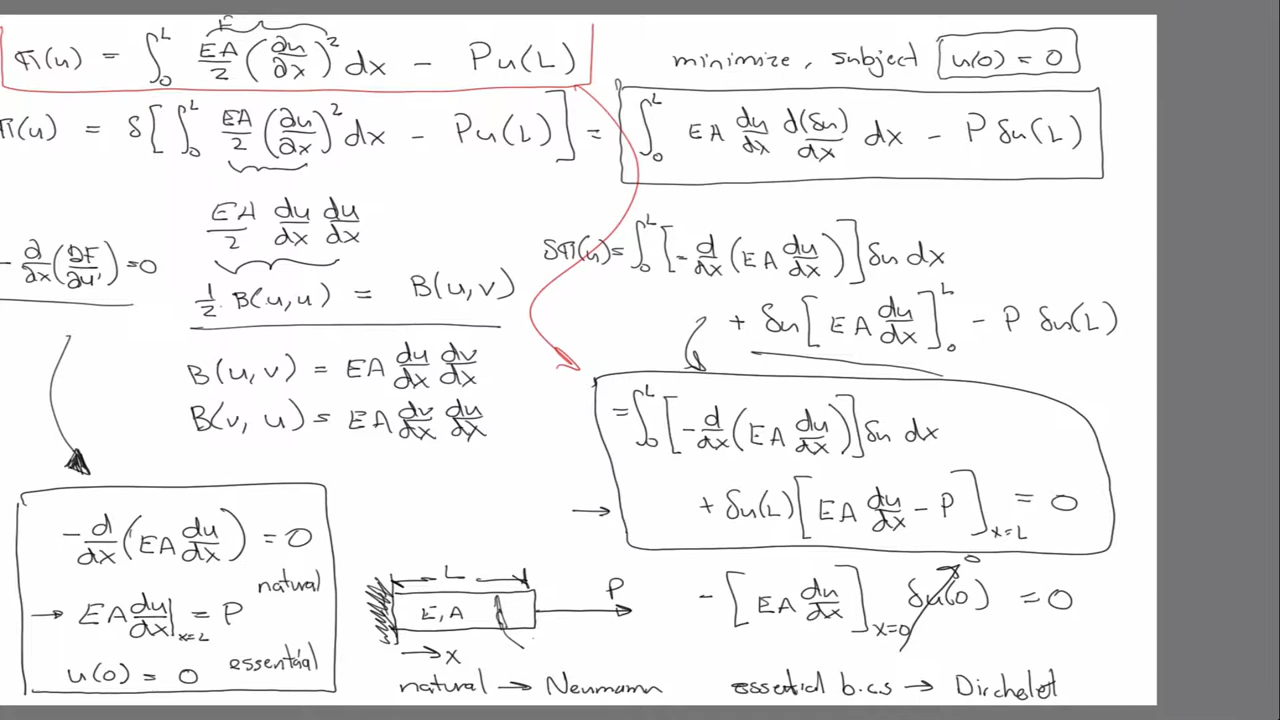 F
π(u) = ∫₀ᴸ EA/2 (∂u/∂x)² dx − Pu(L)
minimize, subject u(0) = 0
π(u) = δ[∫₀ᴸ EA/2 (∂u/∂x)² dx − Pu(L)] = ∫₀ᴸ EA du/dx d(δu)/dx dx − P δu(L)
EA/2 du/dx du/dx
− ∂/∂x (∂F/∂u') = 0
½ B(u,u) = B(u,v)
B(u,v) = EA du/dx dv/dx
B(v,u) = EA dv/dx du/dx
δπ(u) = ∫₀ᴸ [−d/dx (EA du/dx)] δu dx
+ δu [EA du/dx]₀ᴸ − P δu(L)
= ∫₀ᴸ [−d/dx (EA du/dx)] δu dx
→ + δu(L) [EA du/dx − P]ₓ₌L = 0
− [EA du/dx]ₓ₌₀ δu(0) = 0
0
−d/dx (EA du/dx) = 0
natural
→ EA du/dx|ₓ₌L = P
u(0) = 0 essential
L
E, A
P
→ x
natural → Neumann
essential b.c.s → Dirchelet